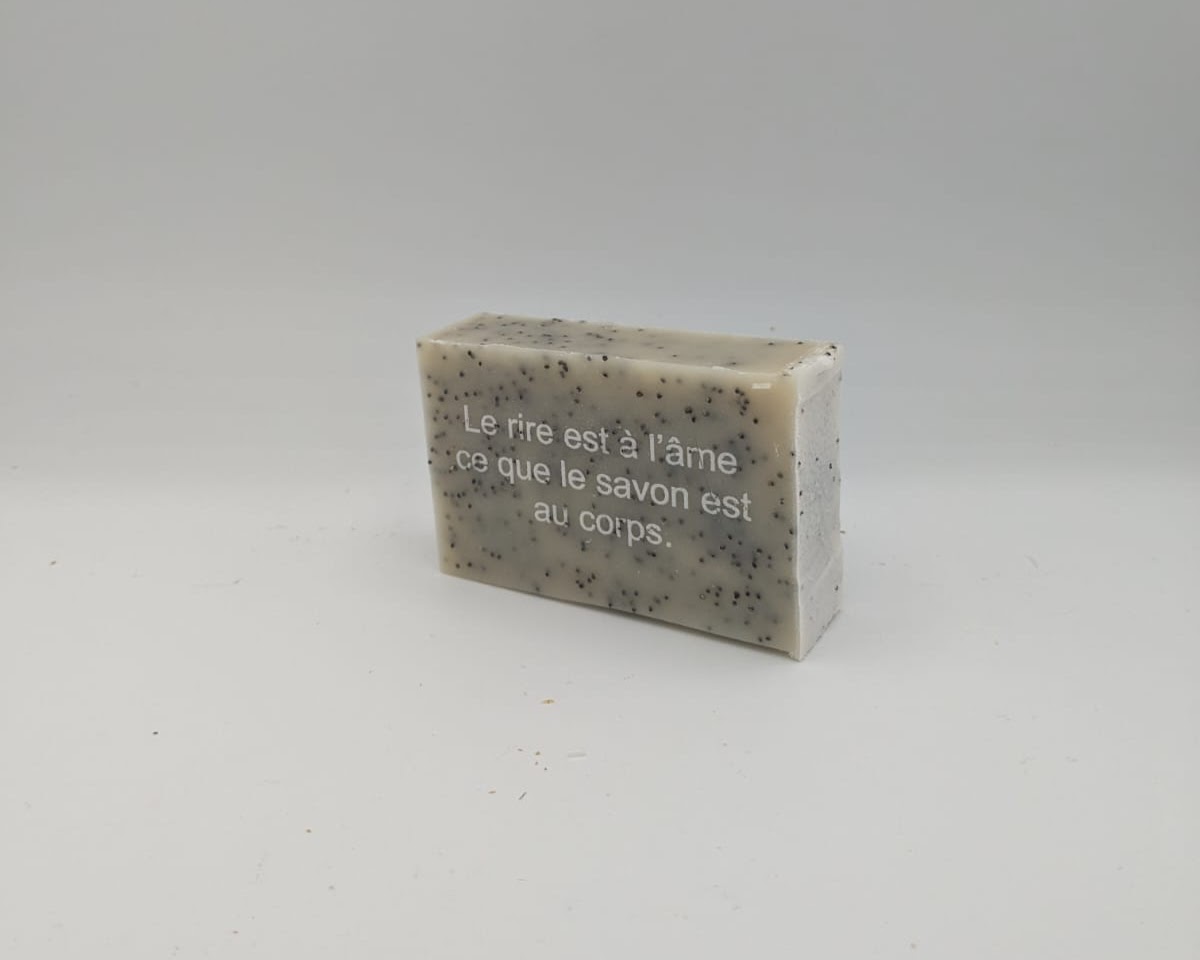 Le rire est à l'âme
ce que le savon est
au corps.